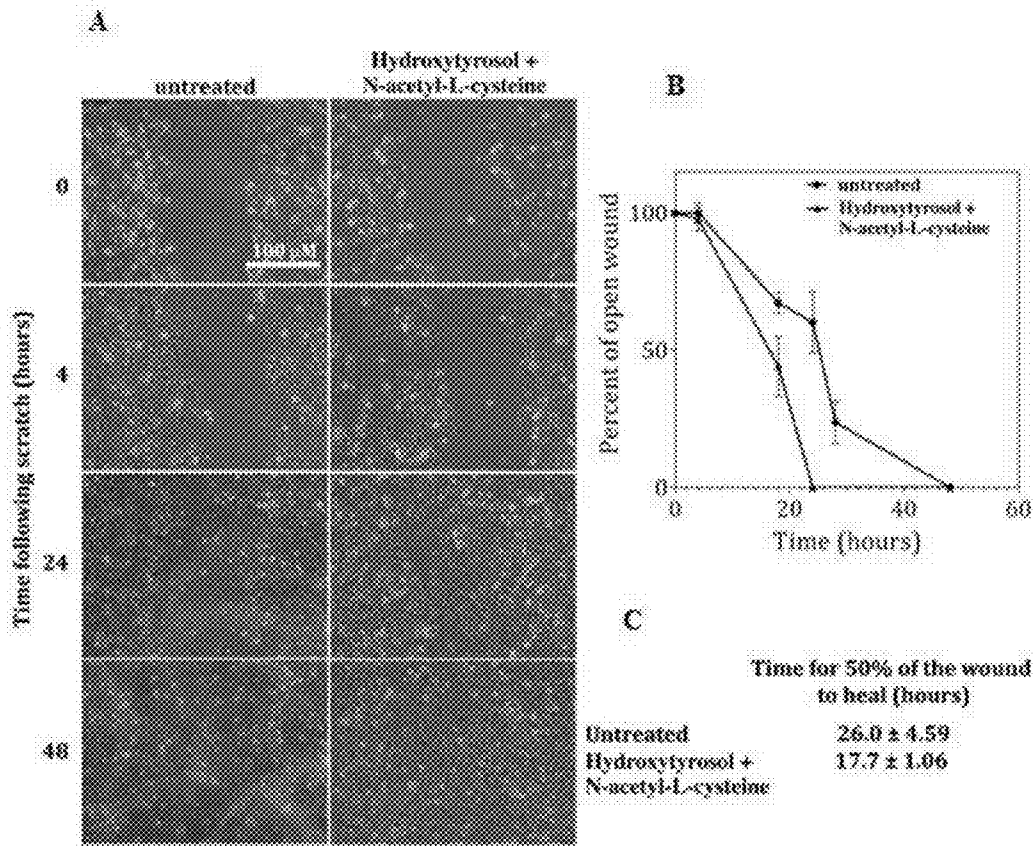 A
untreated
Hydroxytyrosol +
N-acetyl-L-cysteine
Time following scratch (hours)
0
100 µM
4
24
48
B
untreated
Hydroxytyrosol +
N-acetyl-L-cysteine
Percent of open wound
100
50
0
0
20
40
60
Time (hours)
C
Time for 50% of the wound
to heal (hours)
Untreated
26.0 ± 4.59
Hydroxytyrosol +
N-acetyl-L-cysteine
17.7 ± 1.06